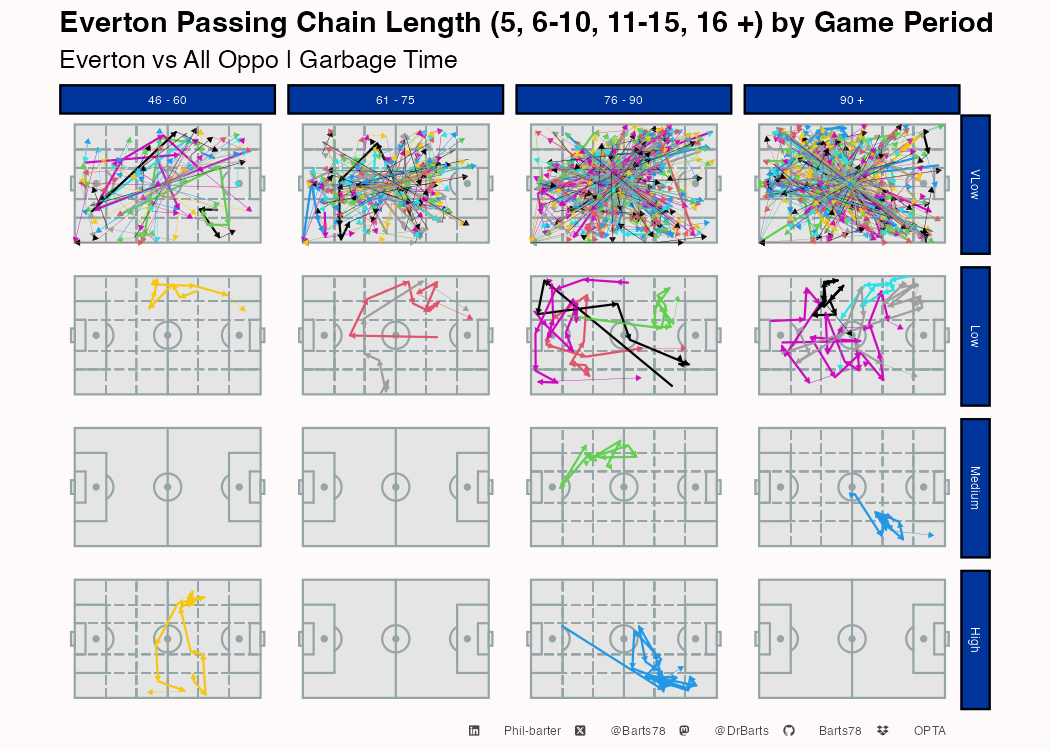 Everton Passing Chain Length (5, 6-10, 11-15, 16 +) by Game Period
Everton vs All Oppo | Garbage Time
46 - 60
61 - 75
76 - 90
90 +
VLow
Low
Medium
High
Phil-barter @Barts78 @DrBarts Barts78 OPTA